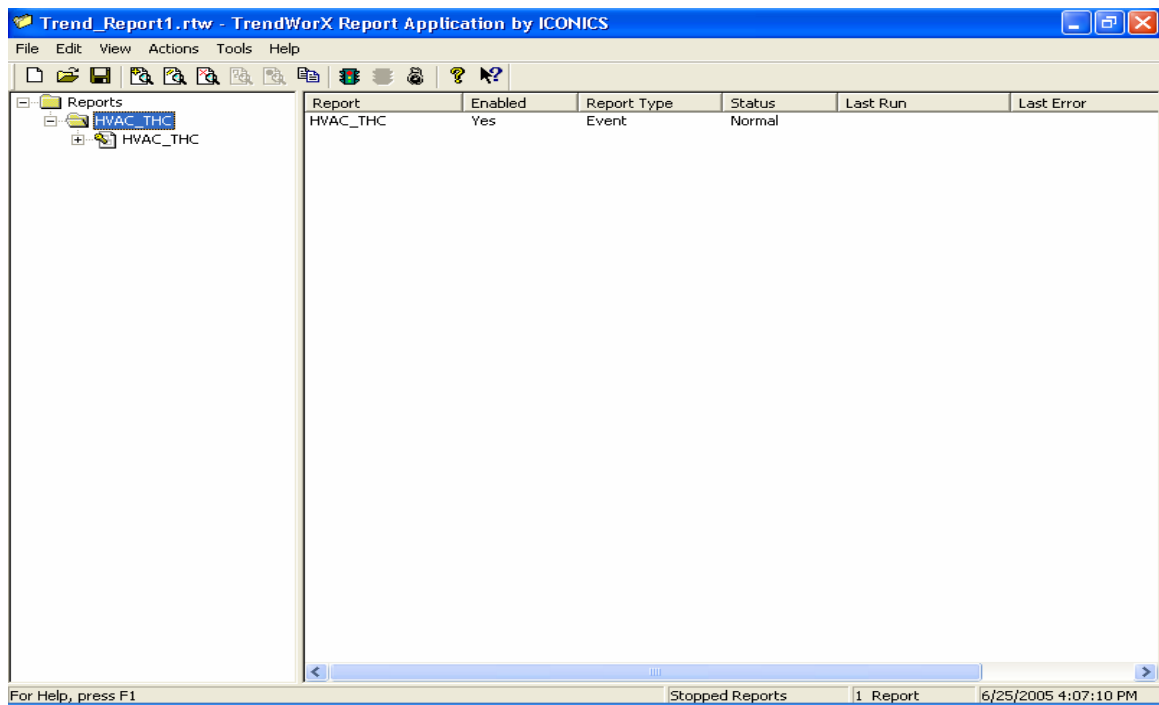 Trend_Report1.rtw - TrendWorX Report Application by ICONICS
File Edit View Actions Tools Help
Reports
HVAC_THC
HVAC_THC
Report Enabled Report Type Status Last Run Last Error
HVAC_THC Yes Event Normal
For Help, press F1 Stopped Reports 1 Report 6/25/2005 4:07:10 PM